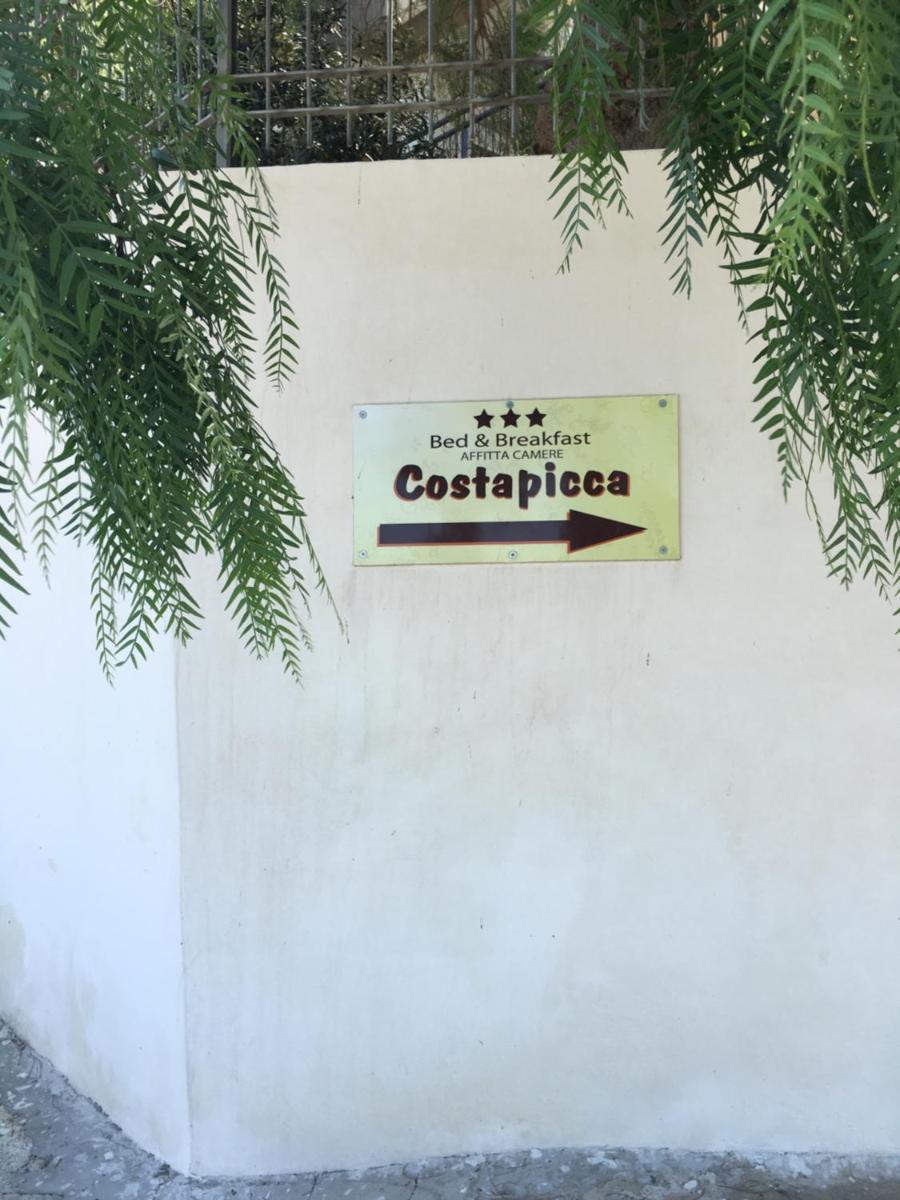 Bed & Breakfast
AFFITTA CAMERE
Costapicca